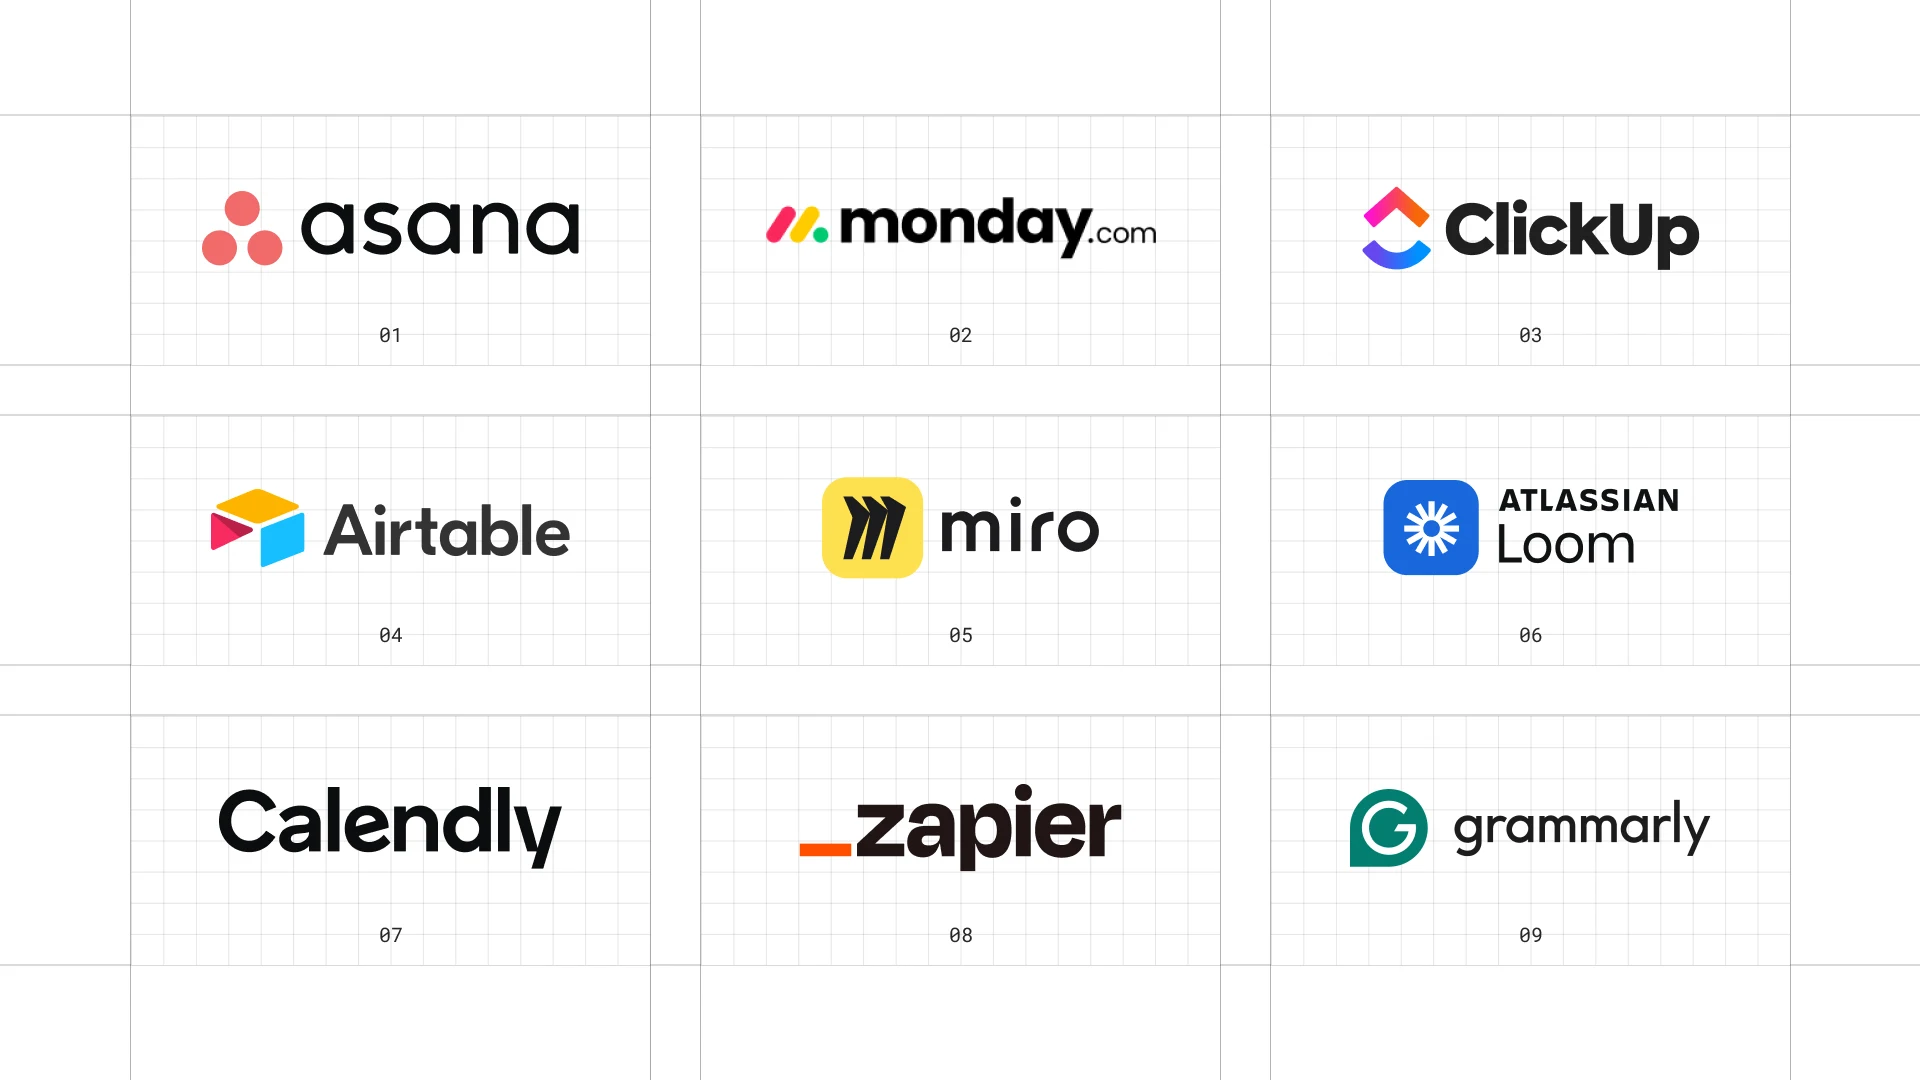 asana
monday.com
ClickUp
01
02
03
Airtable
miro
ATLASSIAN
Loom
04
05
06
Calendly
_zapier
grammarly
07
08
09